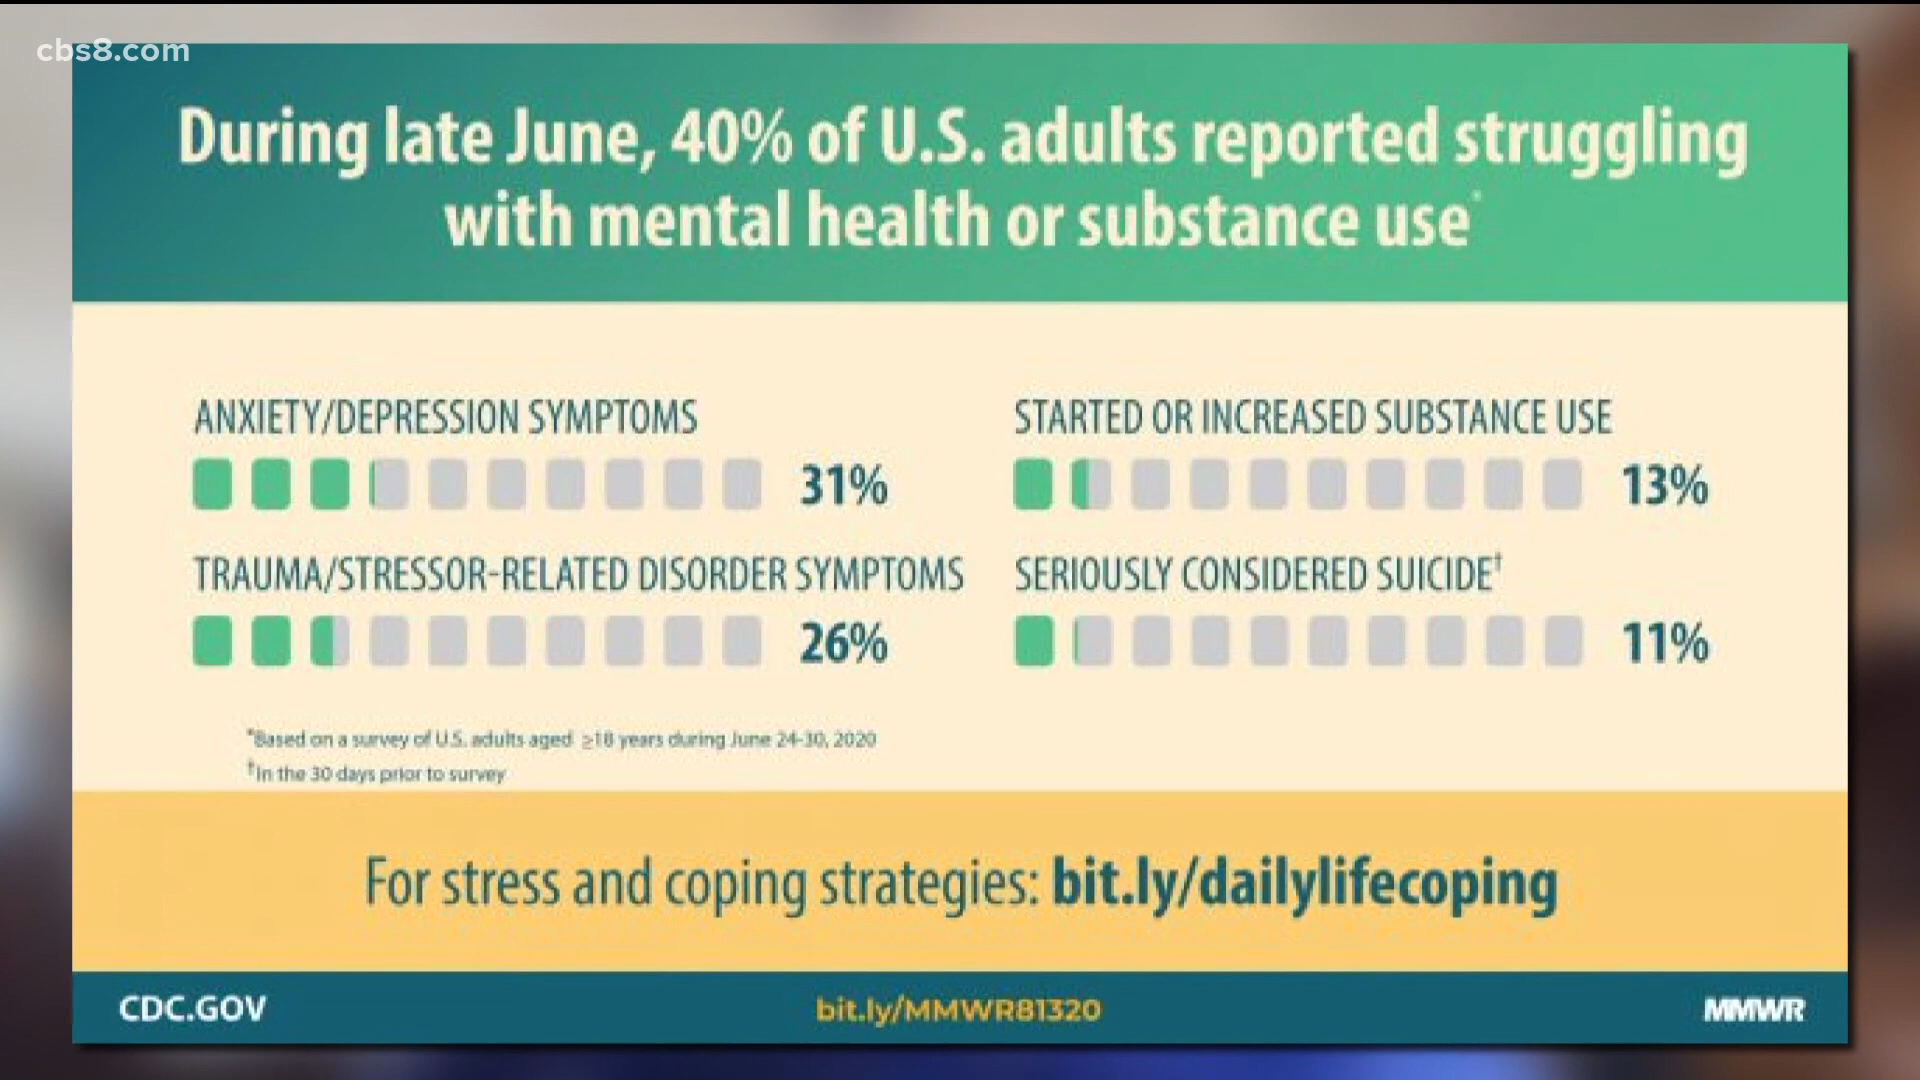 cbs8.com
During late June, 40% of U.S. adults reported struggling
with mental health or substance use*
ANXIETY/DEPRESSION SYMPTOMS
31%
STARTED OR INCREASED SUBSTANCE USE
13%
TRAUMA/STRESSOR-RELATED DISORDER SYMPTOMS
26%
SERIOUSLY CONSIDERED SUICIDE†
11%
*Based on a survey of U.S. adults aged ≥18 years during June 24-30, 2020
†In the 30 days prior to survey
For stress and coping strategies: bit.ly/dailylifecoping
CDC.GOV
bit.ly/MMWR81320
MMWR